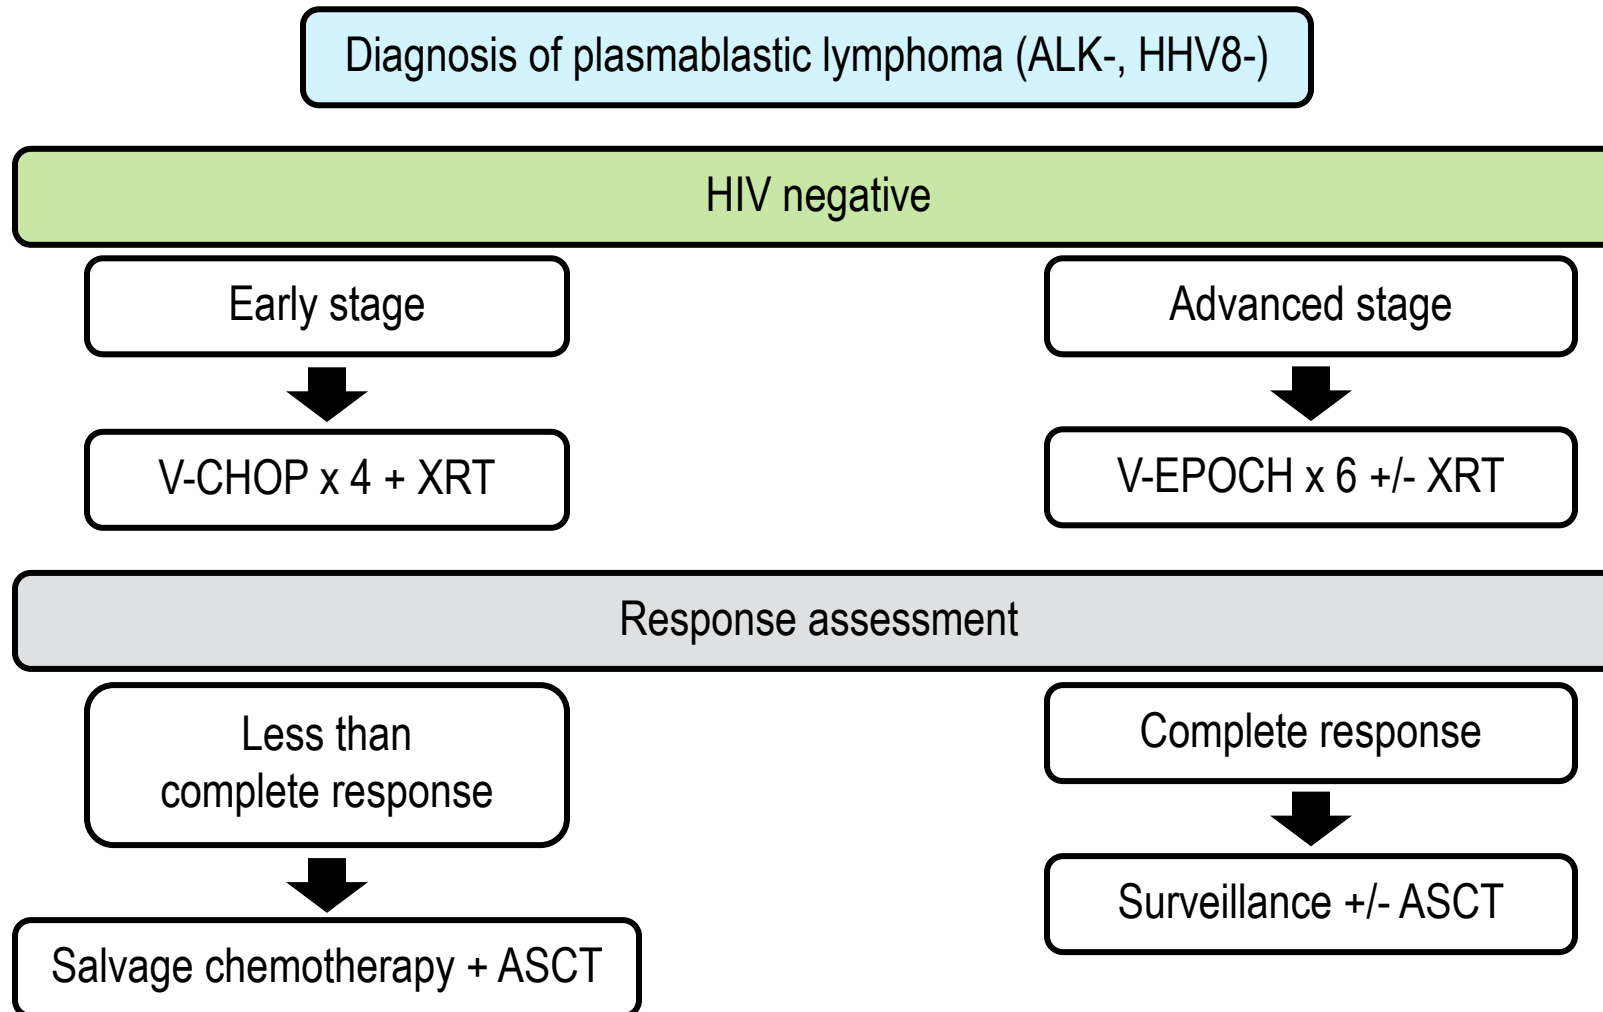 Diagnosis of plasmablastic lymphoma (ALK-, HHV8-)
HIV negative
Early stage
Advanced stage
V-CHOP x 4 + XRT
V-EPOCH x 6 +/- XRT
Response assessment
Less than
complete response
Complete response
Salvage chemotherapy + ASCT
Surveillance +/- ASCT